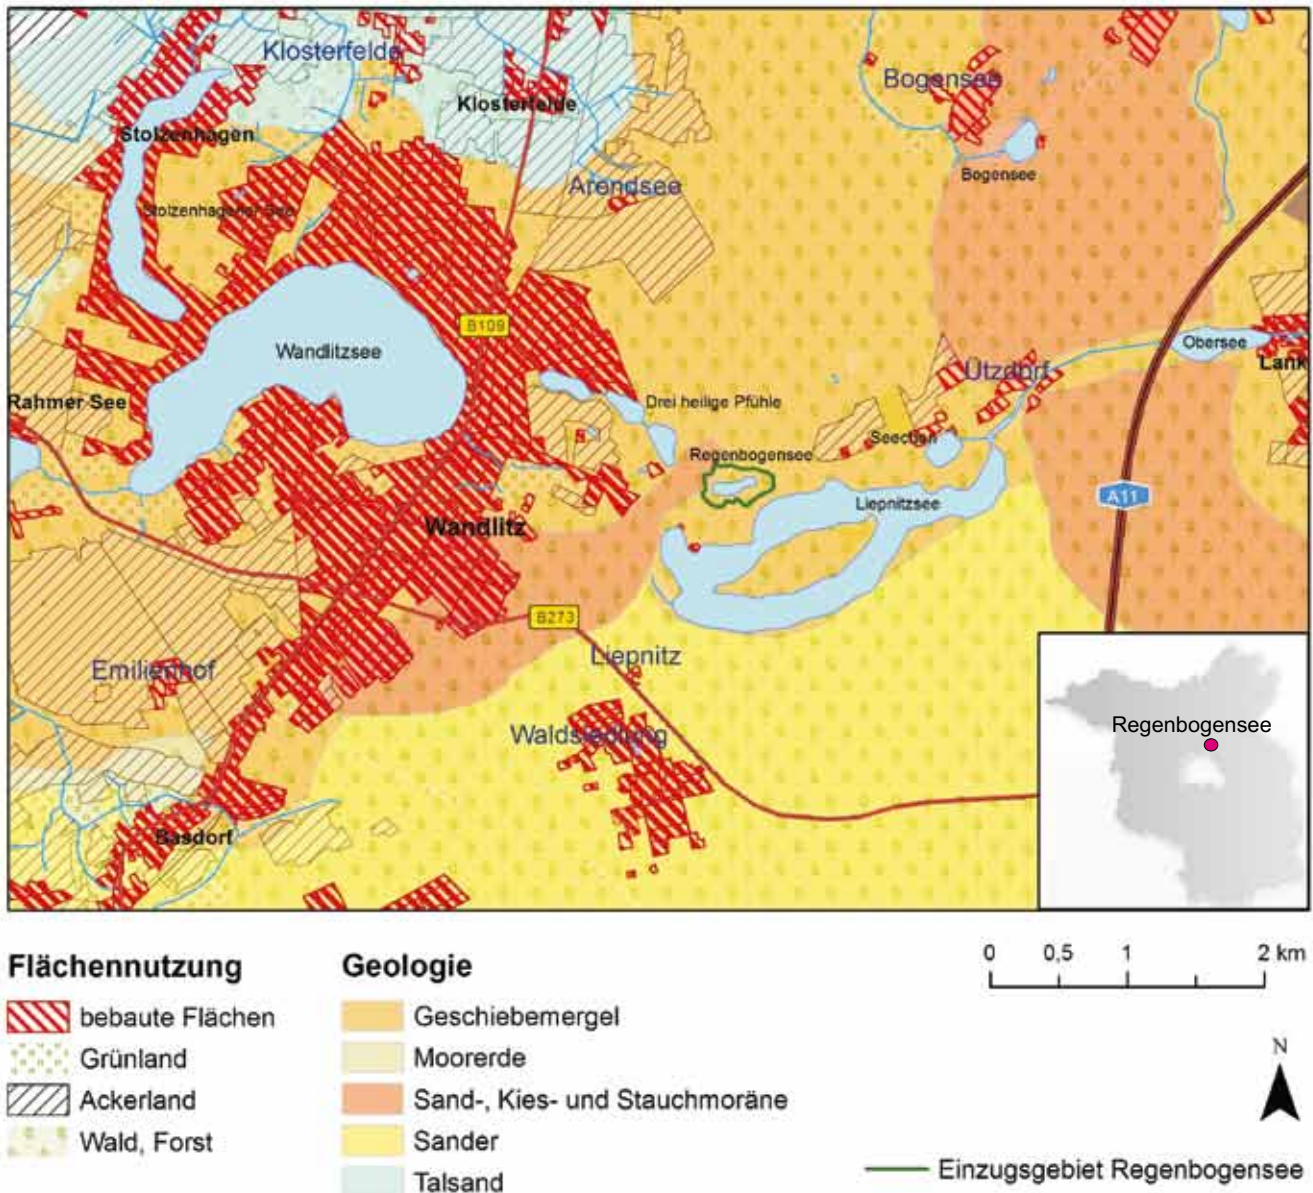 Klosterfelde
Bogensee
Klosterfelde
Stolzenhagen
Bogensee
Arendsee
Stolzenhagener See
B109
Obersee
Wandlitzsee
Lank
Ützdorf
Rahmer See
Drei heilige Pfühle
Seechen
Regenbogensee
A11
Liepnitzsee
Wandlitz
B273
Liepnitz
Emilienhof
Regenbogensee
Waldsiedlung
Basdorf
Flächennutzung
bebaute Flächen
Grünland
Ackerland
Wald, Forst
Geologie
Geschiebemergel
Moorerde
Sand-, Kies- und Stauchmoräne
Sander
Talsand
0 0,5 1 2 km
N
Einzugsgebiet Regenbogensee